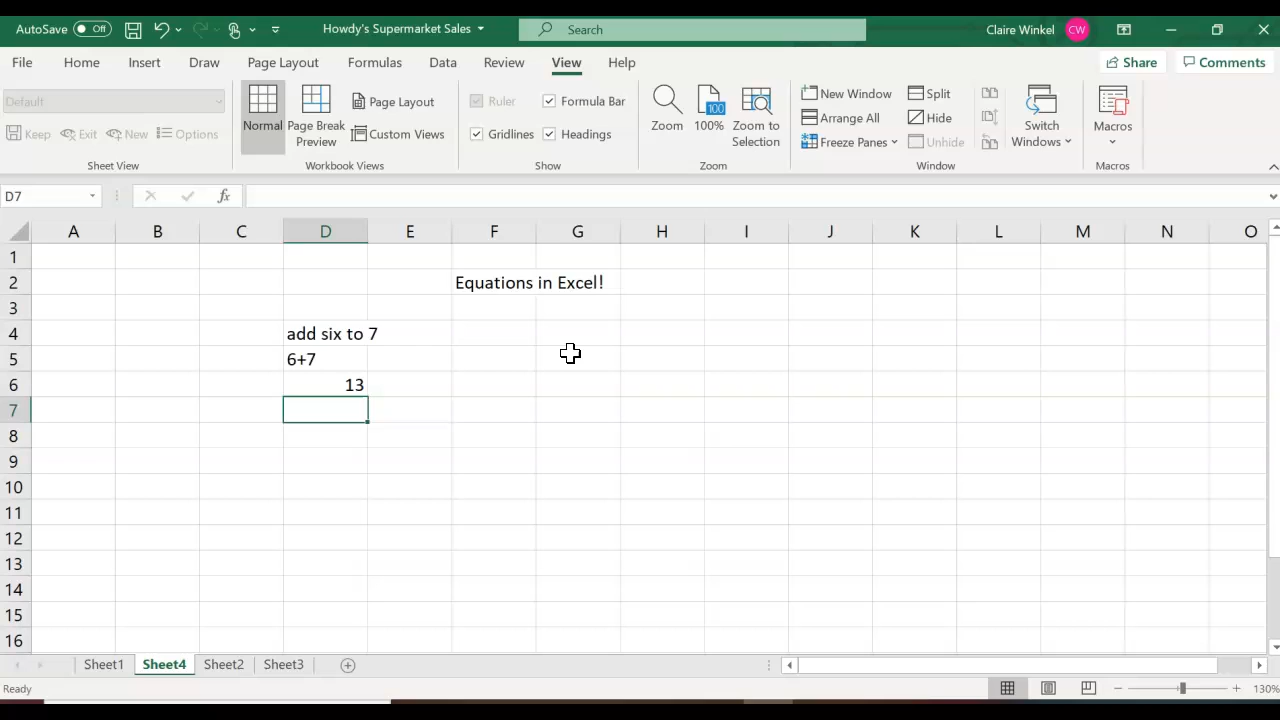 AutoSave Off Howdy's Supermarket Sales Search Claire Winkel CW
File Home Insert Draw Page Layout Formulas Data Review View Help Share Comments
Default
Keep Exit New Options
Sheet View
Normal
Page Break Preview
Page Layout
Custom Views
Workbook Views
Ruler Formula Bar
Gridlines Headings
Show
Zoom
100
100%
Zoom to Selection
Zoom
New Window
Arrange All
Freeze Panes
Split
Hide
Unhide
Switch Windows
Window
Macros
Macros
D7 fx
A B C D E F G H I J K L M N O
1
2 Equations in Excel!
3
4 add six to 7
5 6+7
6 13
7
8
9
10
11
12
13
14
15
16
Sheet1 Sheet4 Sheet2 Sheet3
Ready 130%